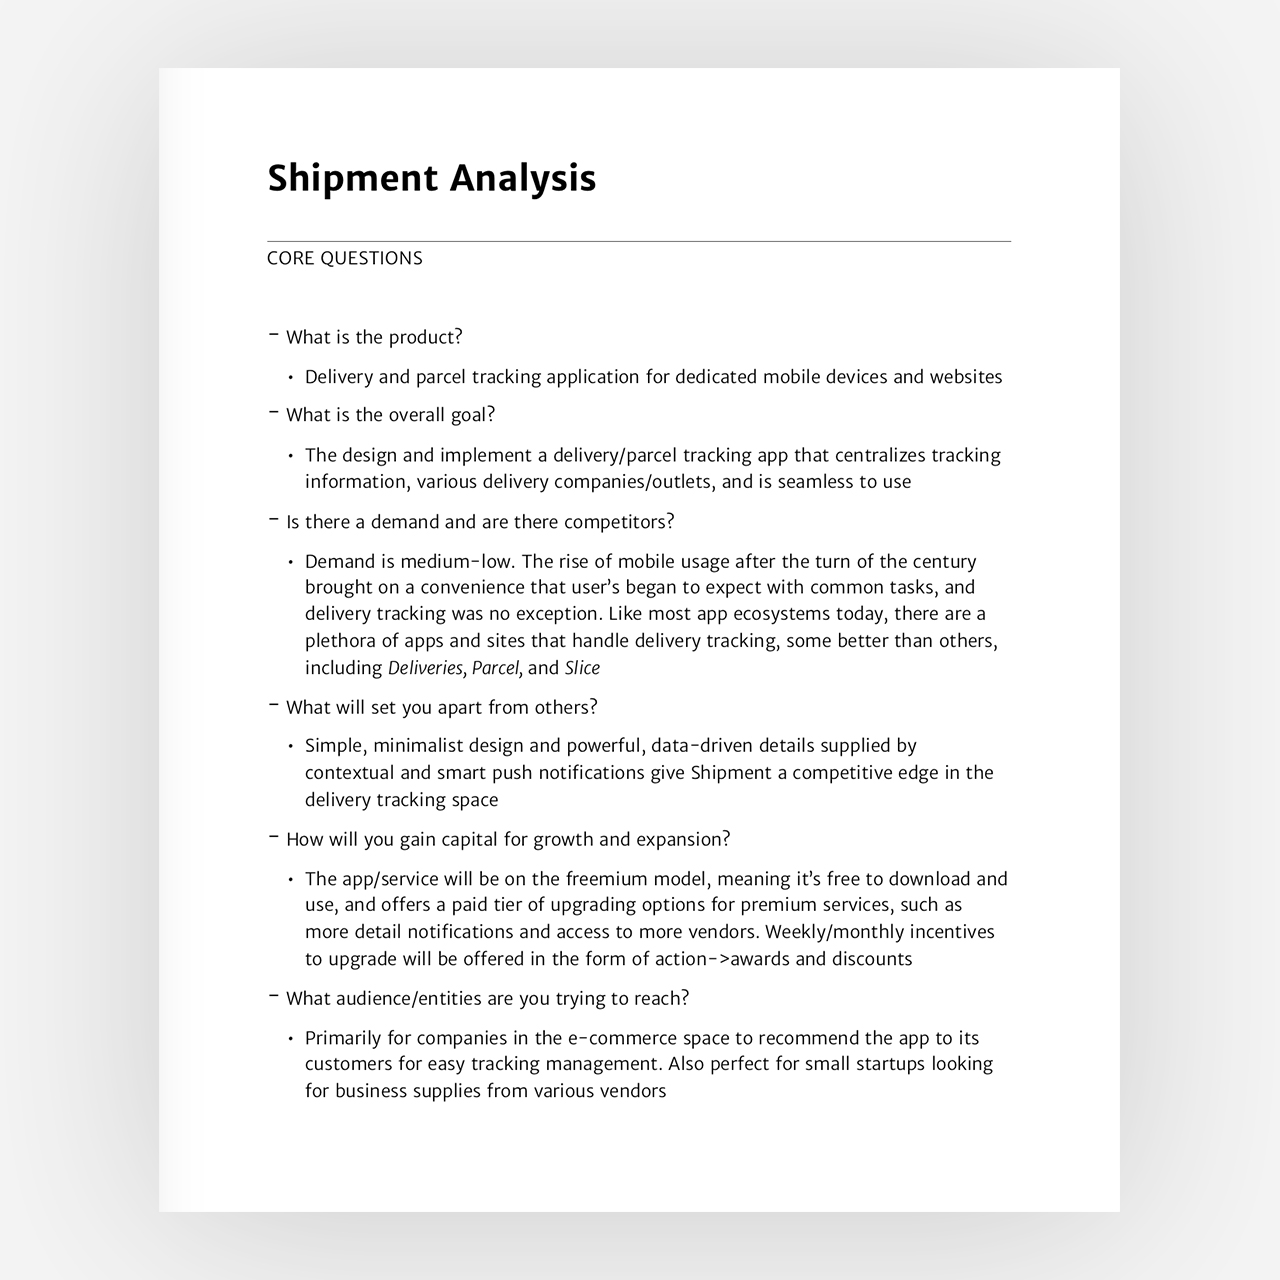 Shipment Analysis
CORE QUESTIONS
– What is the product?
• Delivery and parcel tracking application for dedicated mobile devices and websites
– What is the overall goal?
• The design and implement a delivery/parcel tracking app that centralizes tracking
information, various delivery companies/outlets, and is seamless to use
– Is there a demand and are there competitors?
• Demand is medium-low. The rise of mobile usage after the turn of the century
brought on a convenience that user’s began to expect with common tasks, and
delivery tracking was no exception. Like most app ecosystems today, there are a
plethora of apps and sites that handle delivery tracking, some better than others,
including Deliveries, Parcel, and Slice
– What will set you apart from others?
• Simple, minimalist design and powerful, data-driven details supplied by
contextual and smart push notifications give Shipment a competitive edge in the
delivery tracking space
– How will you gain capital for growth and expansion?
• The app/service will be on the freemium model, meaning it’s free to download and
use, and offers a paid tier of upgrading options for premium services, such as
more detail notifications and access to more vendors. Weekly/monthly incentives
to upgrade will be offered in the form of action->awards and discounts
– What audience/entities are you trying to reach?
• Primarily for companies in the e-commerce space to recommend the app to its
customers for easy tracking management. Also perfect for small startups looking
for business supplies from various vendors